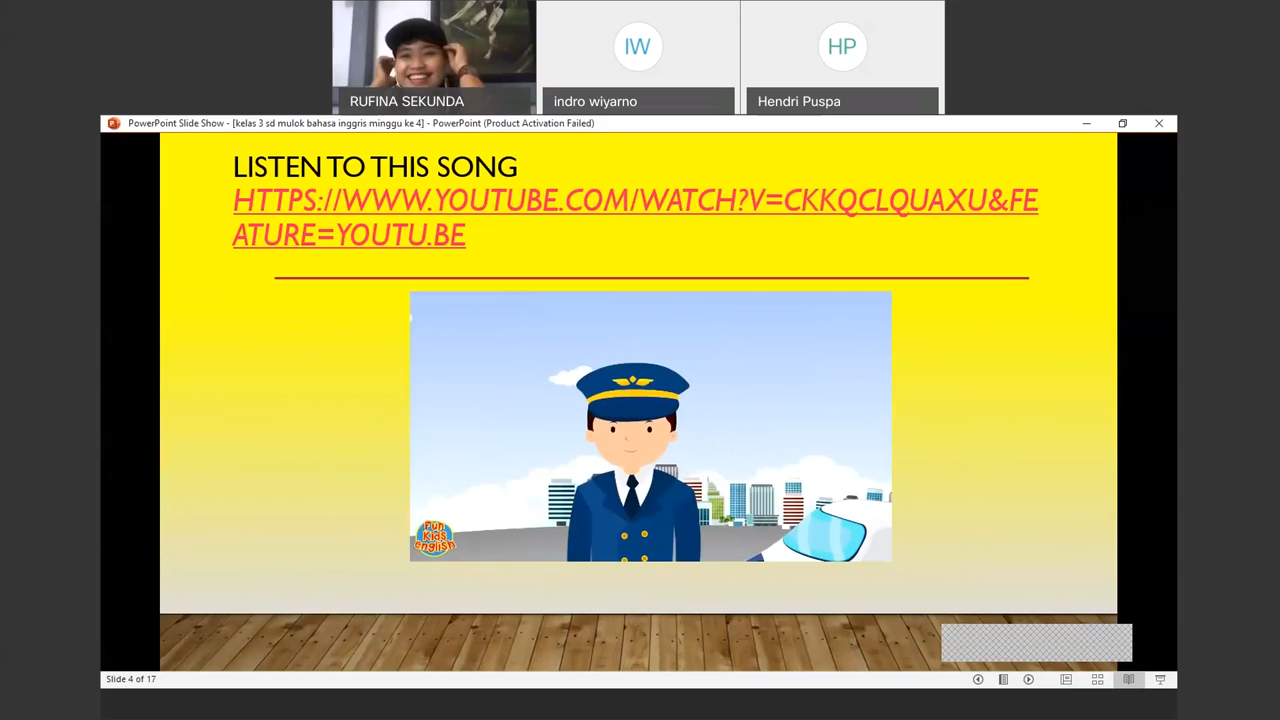 IW
HP
RUFINA SEKUNDA
indro wiyarno
Hendri Puspa
PowerPoint Slide Show - [kelas 3 sd mulok bahasa inggris minggu ke 4] - PowerPoint (Product Activation Failed)
LISTEN TO THIS SONG
HTTPS://WWW.YOUTUBE.COM/WATCH?V=CKKQCLQUAXU&FE
ATURE=YOUTU.BE
Fun
Kids
English
Slide 4 of 17